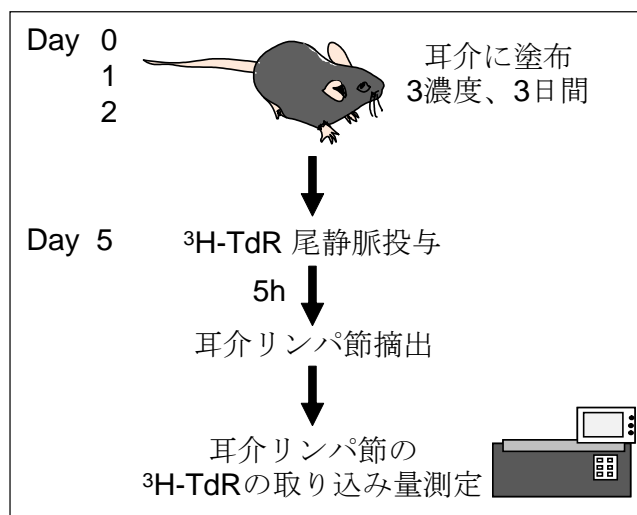 Day 0
1
2
耳介に塗布
3濃度、3日間
Day 5 ³H-TdR 尾静脈投与
5h
耳介リンパ節摘出
耳介リンパ節の
³H-TdRの取り込み量測定